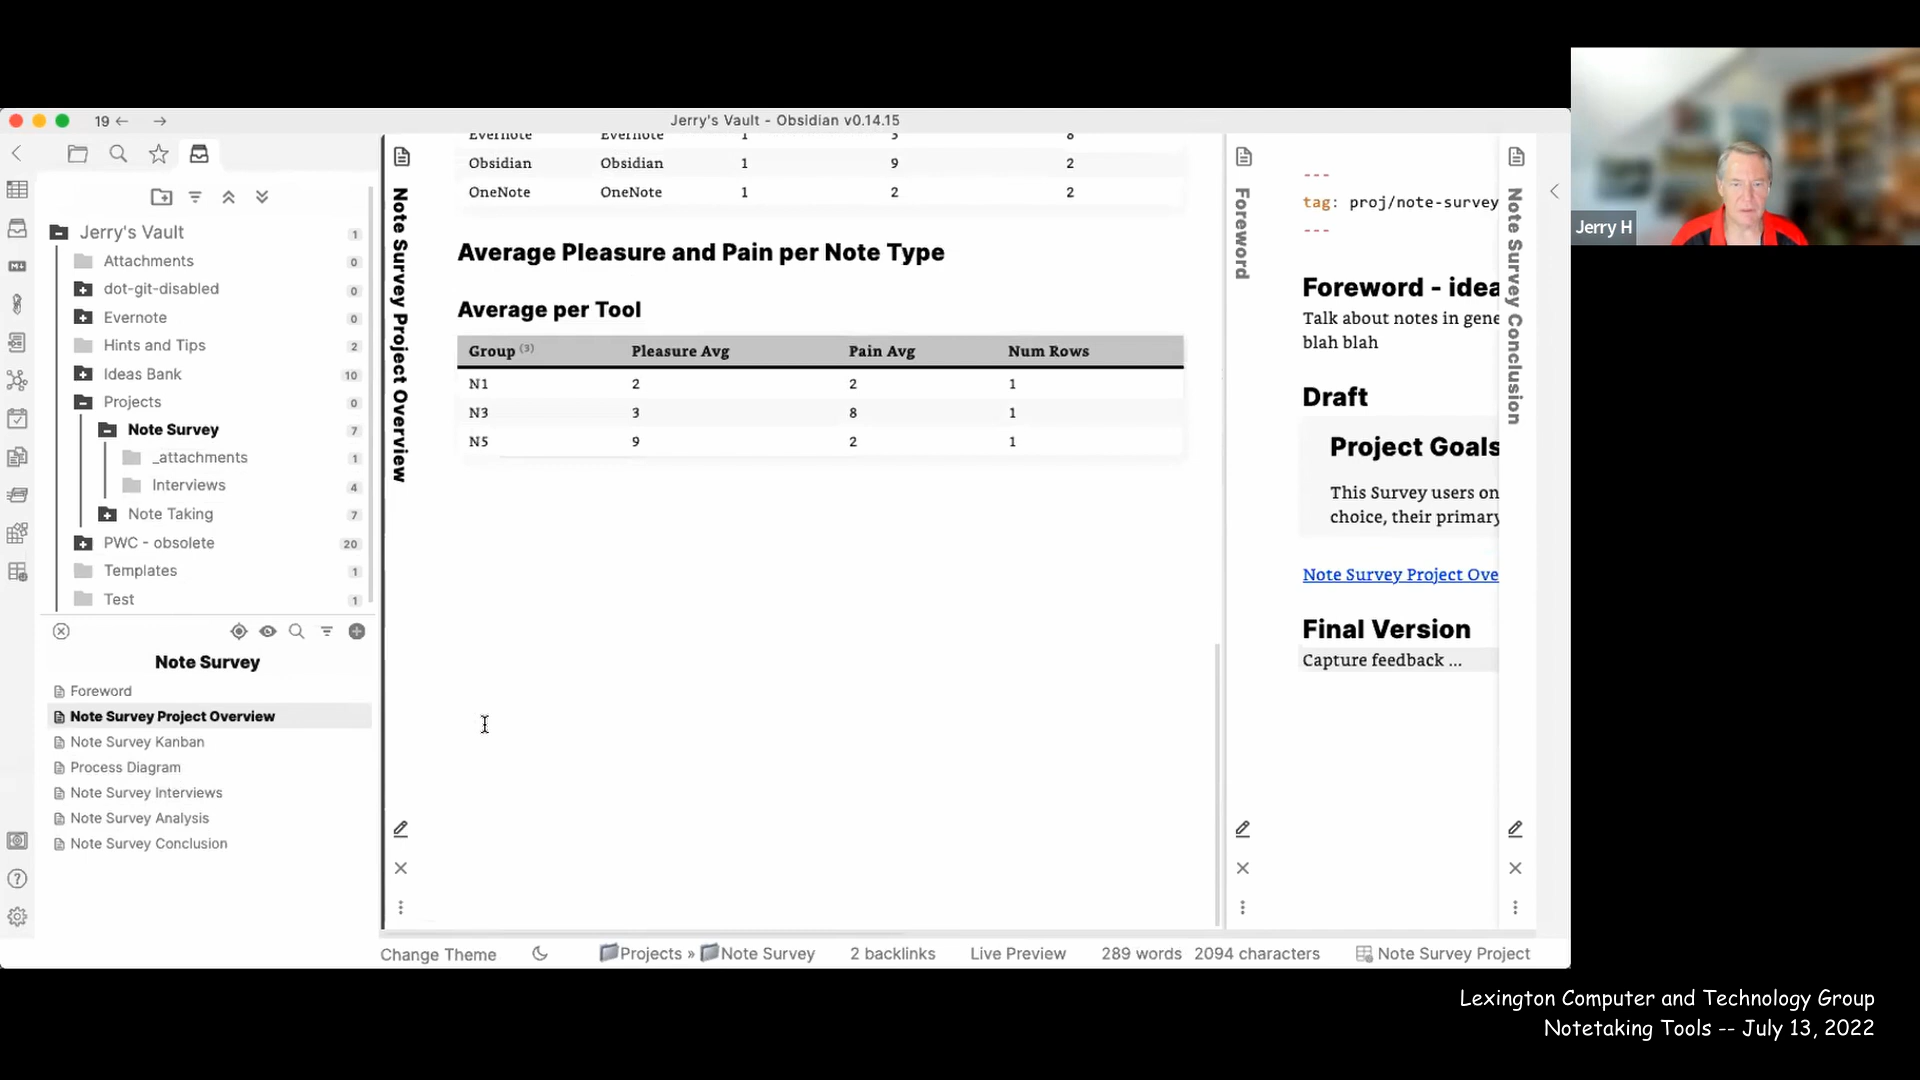 19
Jerry's Vault - Obsidian v0.14.15
Jerry's Vault 1
Attachments 0
dot-git-disabled 0
Evernote 0
Hints and Tips 2
Ideas Bank 10
Projects 0
Note Survey 7
_attachments 1
Interviews 4
Note Taking 7
PWC - obsolete 20
Templates 1
Test 1
Note Survey
Foreword
Note Survey Project Overview
Note Survey Kanban
Process Diagram
Note Survey Interviews
Note Survey Analysis
Note Survey Conclusion
Note Survey Project Overview
Evernote Evernote 1 3 8
Obsidian Obsidian 1 9 2
OneNote OneNote 1 2 2
Average Pleasure and Pain per Note Type
Average per Tool
Group (3) Pleasure Avg Pain Avg Num Rows
N1 2 2 1
N3 3 8 1
N5 9 2 1
Foreword
---
tag: proj/note-survey
---
Foreword - idea
Talk about notes in gene
blah blah
Draft
Project Goals
This Survey users on
choice, their primary
Note Survey Project Ove
Final Version
Capture feedback ...
Note Survey Conclusion
Change Theme Projects » Note Survey 2 backlinks Live Preview 289 words 2094 characters Note Survey Project
Jerry H
Lexington Computer and Technology Group
Notetaking Tools -- July 13, 2022